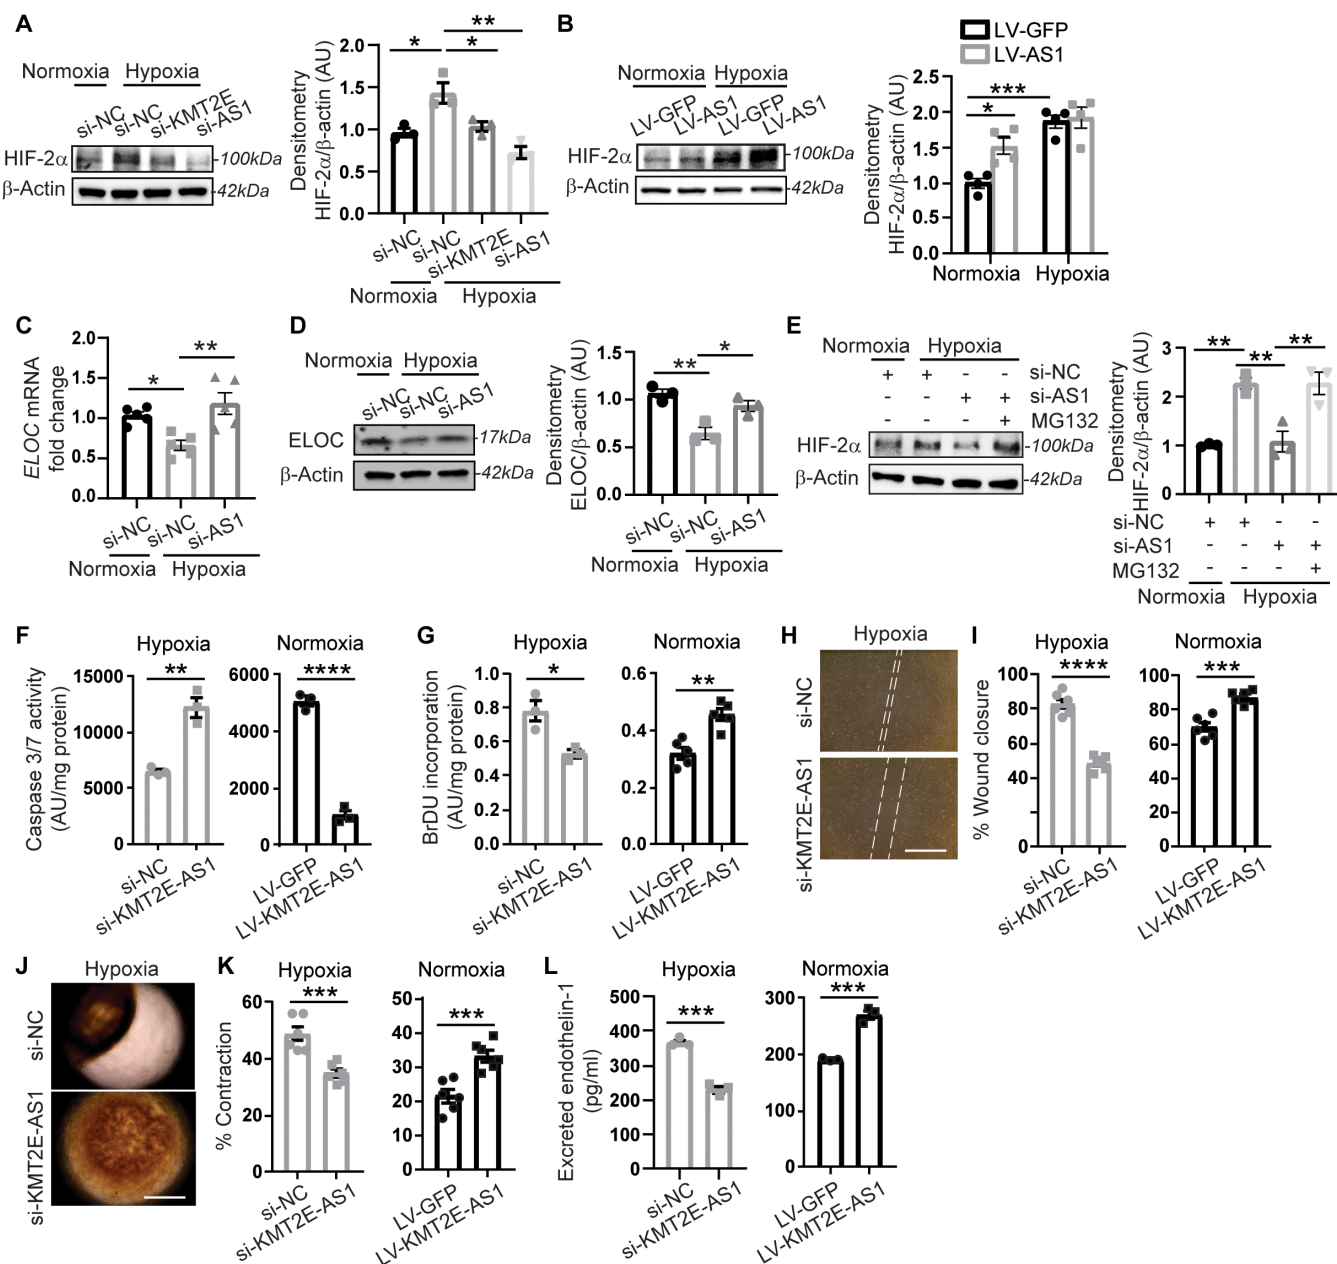 A
Normoxia
Hypoxia
si-NC
si-NC
si-KMT2E
si-AS1
HIF-2α
-100kDa
β-Actin
-42kDa
Densitometry
HIF-2α/β-actin (AU)
2.0
1.5
1.0
0.5
0.0
*
**
*
si-NC
si-NC
si-KMT2E
si-AS1
Normoxia
Hypoxia
B
Normoxia
Hypoxia
LV-GFP
LV-AS1
LV-GFP
LV-AS1
HIF-2α
-100kDa
β-Actin
-42kDa
LV-GFP
LV-AS1
Densitometry
HIF-2α/β-actin (AU)
2.5
2.0
1.5
1.0
0.5
0.0
***
*
Normoxia
Hypoxia
C
ELOC mRNA
fold change
2.0
1.5
1.0
0.5
0.0
*
**
si-NC
si-NC
si-AS1
Normoxia
Hypoxia
D
Normoxia
Hypoxia
si-NC
si-NC
si-AS1
ELOC
-17kDa
β-Actin
-42kDa
Densitometry
ELOC/β-actin (AU)
1.5
1.0
0.5
0.0
**
*
si-NC
si-NC
si-AS1
Normoxia
Hypoxia
E
Normoxia
Hypoxia
+ + - - si-NC
- - + + si-AS1
- - - + MG132
HIF-2α
-100kDa
β-Actin
-42kDa
Densitometry
HIF-2α/β-actin (AU)
3
2
1
0
**
**
**
si-NC + + - -
si-AS1 - - + +
MG132 - - - +
Normoxia
Hypoxia
F
Hypoxia
Caspase 3/7 activity
(AU/mg protein)
15000
10000
5000
0
**
si-NC
si-KMT2E-AS1
Normoxia
6000
4000
2000
0
****
LV-GFP
LV-KMT2E-AS1
G
Hypoxia
BrDU incorporation
(AU/mg protein)
1.0
0.8
0.6
0.4
0.2
0.0
*
si-NC
si-KMT2E-AS1
Normoxia
0.6
0.4
0.2
0.0
**
LV-GFP
LV-KMT2E-AS1
H
Hypoxia
si-NC
si-KMT2E-AS1
I
Hypoxia
% Wound closure
100
80
60
40
0
****
si-NC
si-KMT2E-AS1
Normoxia
100
80
60
40
20
0
***
LV-GFP
LV-KMT2E-AS1
J
Hypoxia
si-NC
si-KMT2E-AS1
K
Hypoxia
% Contraction
60
40
20
0
***
si-NC
si-KMT2E-AS1
Normoxia
50
40
30
20
10
0
***
LV-GFP
LV-KMT2E-AS1
L
Hypoxia
Excreted endothelin-1
(pg/ml)
500
400
300
200
100
0
***
si-NC
si-KMT2E-AS1
Normoxia
300
200
100
0
***
LV-GFP
LV-KMT2E-AS1